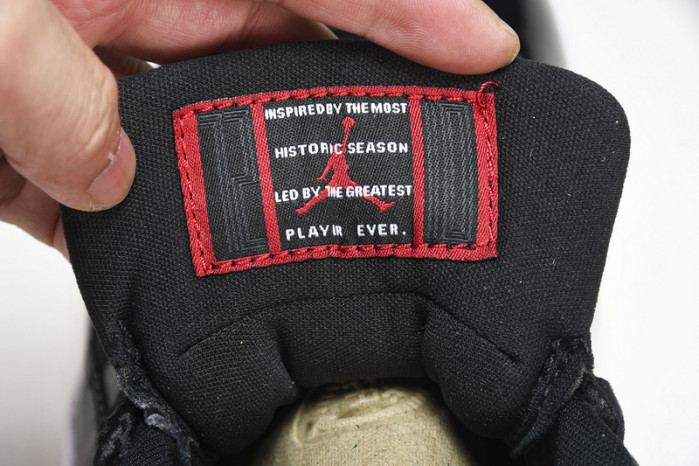 INSPIRED BY THE MOST
HISTORIC SEASON
LED BY THE GREATEST
PLAYIR EVER.